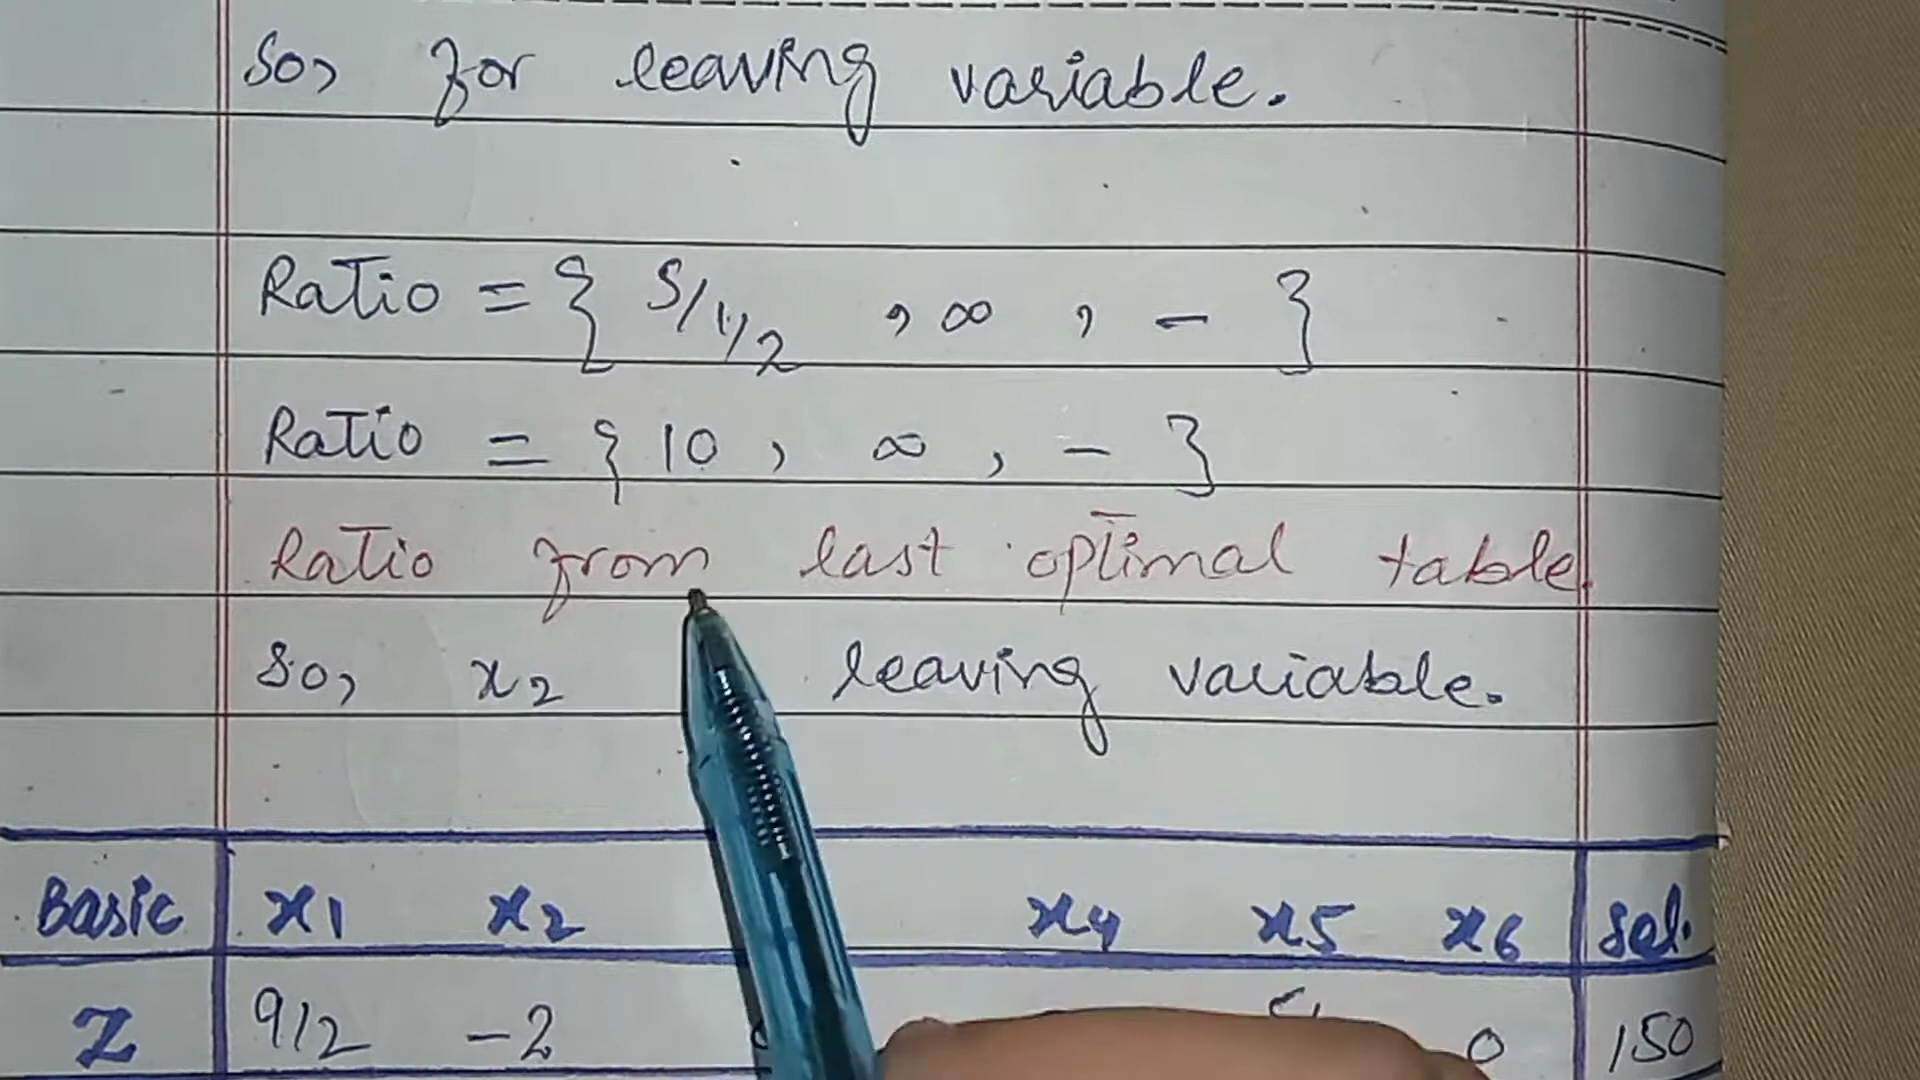 So, for leaving variable.
Ratio = { 5/1/2 , ∞ , - }
Ratio = { 10 , ∞ , - }
Ratio from last optimal table.
So, x2 leaving variable.
Basic x1 x2 x4 x5 x6 sol.
Z 9/2 -2 0 150